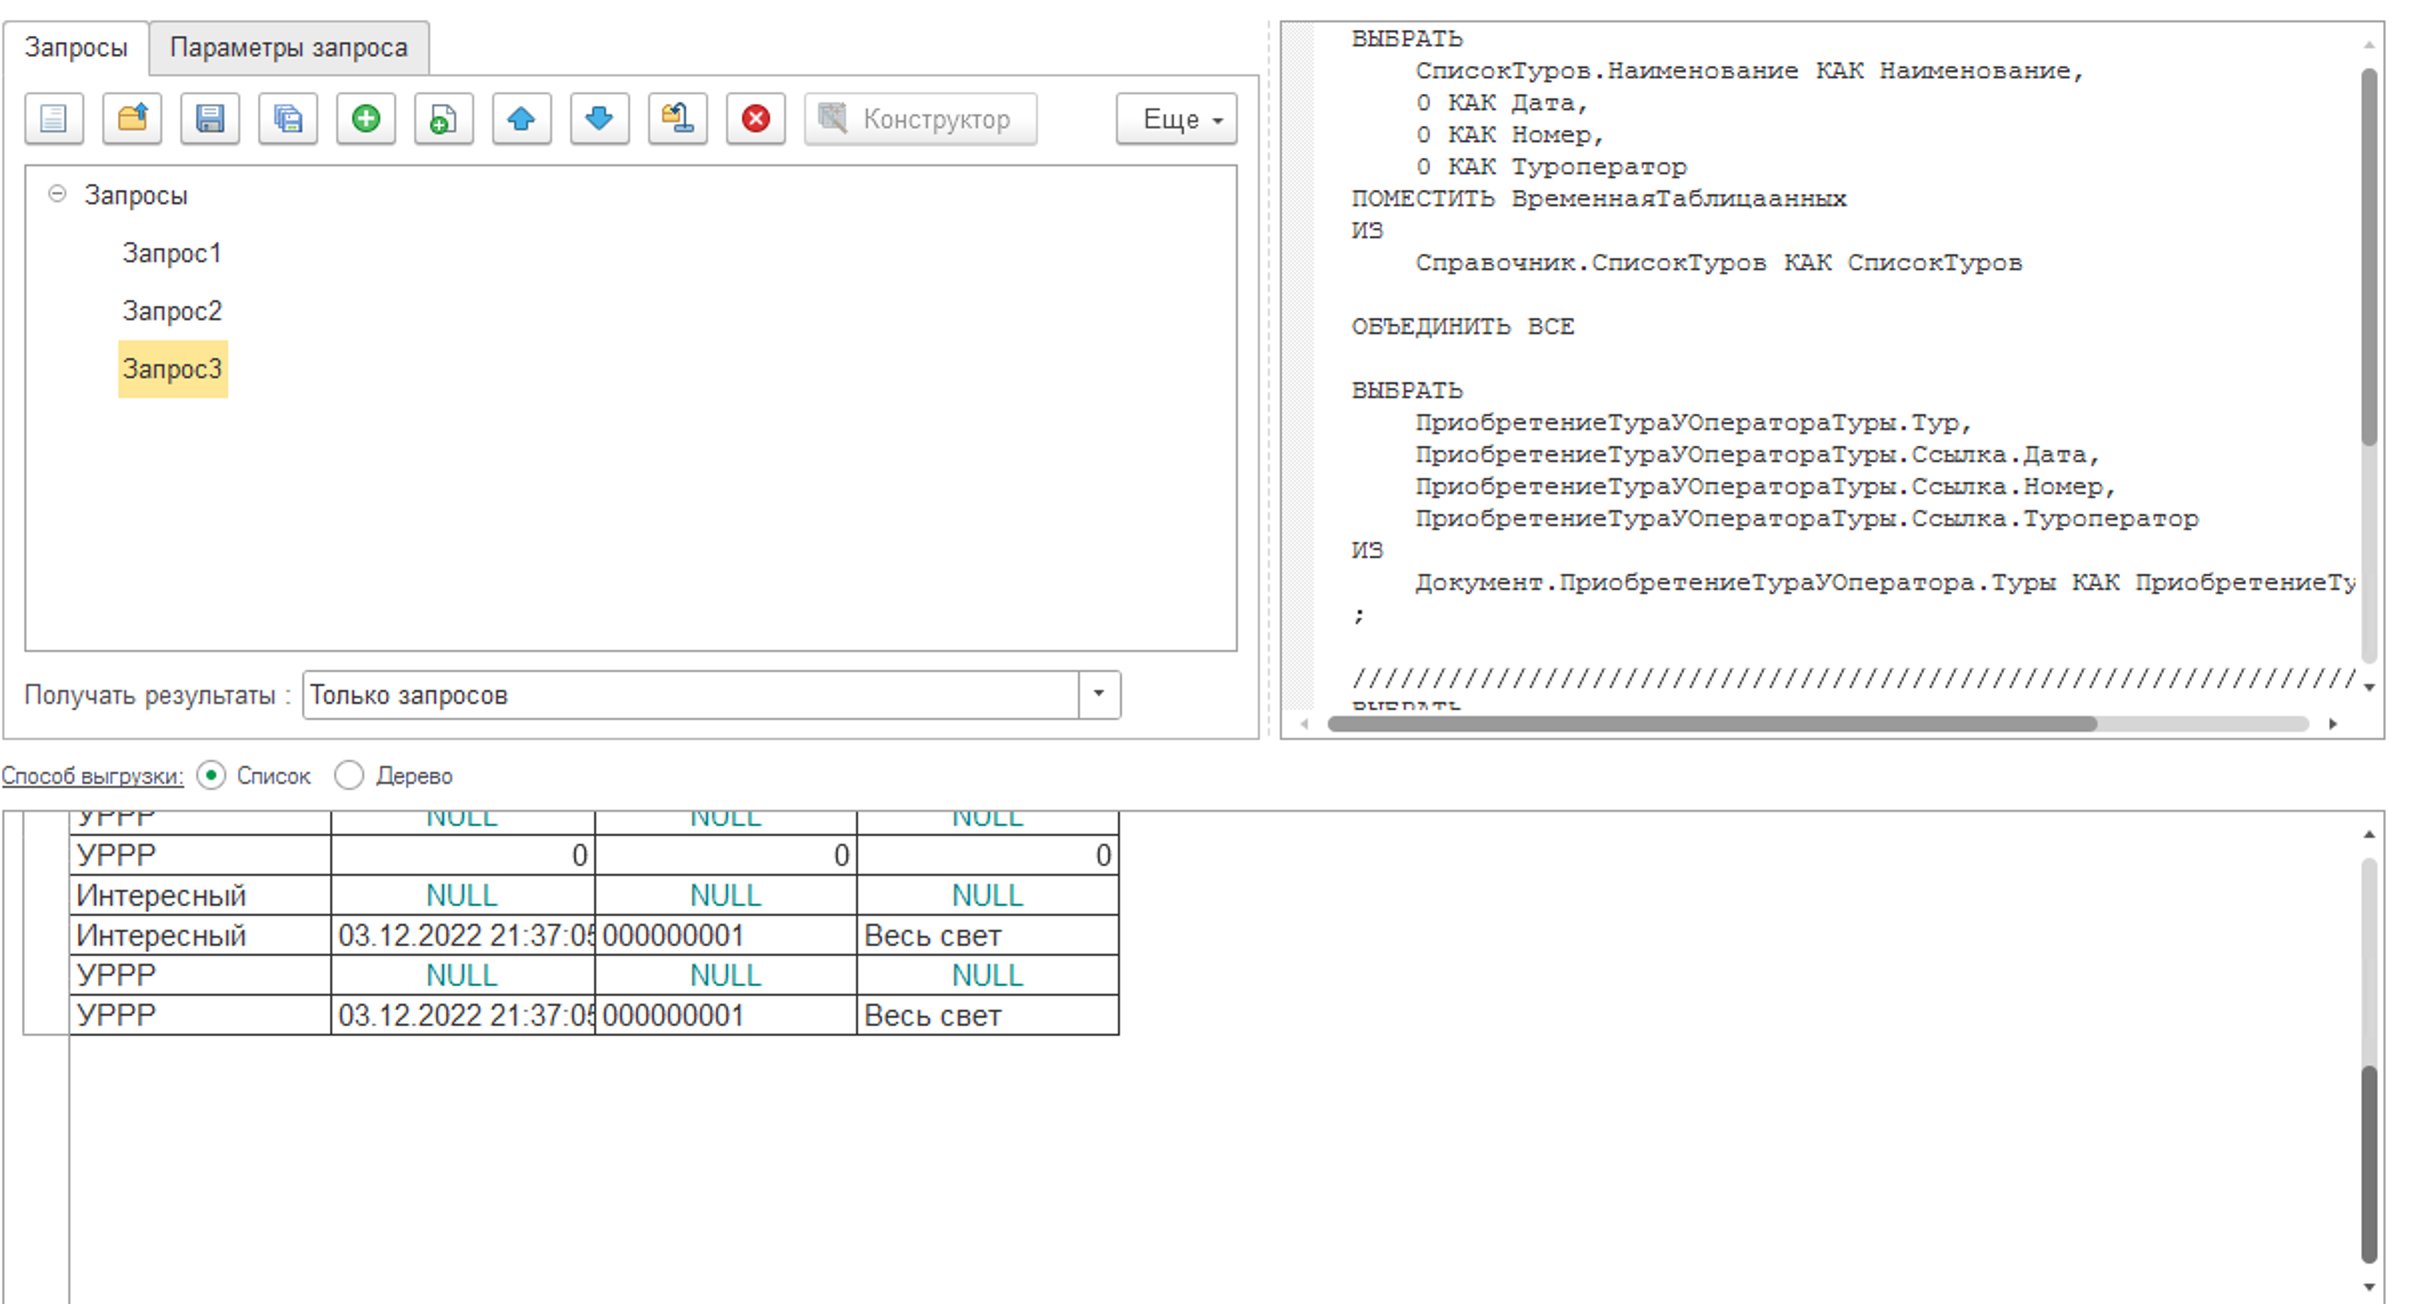 Запросы
Параметры запроса
Конструктор
Еще
Запросы
Запрос1
Запрос2
Запрос3
Получать результаты :
Только запросов
ВЫБРАТЬ
СписокТуров.Наименование КАК Наименование,
0 КАК Дата,
0 КАК Номер,
0 КАК Туроператор
ПОМЕСТИТЬ ВременнаяТаблицаанных
ИЗ
Справочник.СписокТуров КАК СписокТуров
ОБЪЕДИНИТЬ ВСЕ
ВЫБРАТЬ
ПриобретениеТураУОператораТуры.Тур,
ПриобретениеТураУОператораТуры.Ссылка.Дата,
ПриобретениеТураУОператораТуры.Ссылка.Номер,
ПриобретениеТураУОператораТуры.Ссылка.Туроператор
ИЗ
Документ.ПриобретениеТураУОператора.Туры КАК ПриобретениеТу
;
///////////////////////////////////////////////////////////////
ВЫБРАТЬ
Способ выгрузки:
Список
Дерево
УРРР NULL NULL NULL
УРРР 0 0 0
Интересный NULL NULL NULL
Интересный 03.12.2022 21:37:05 000000001 Весь свет
УРРР NULL NULL NULL
УРРР 03.12.2022 21:37:05 000000001 Весь свет